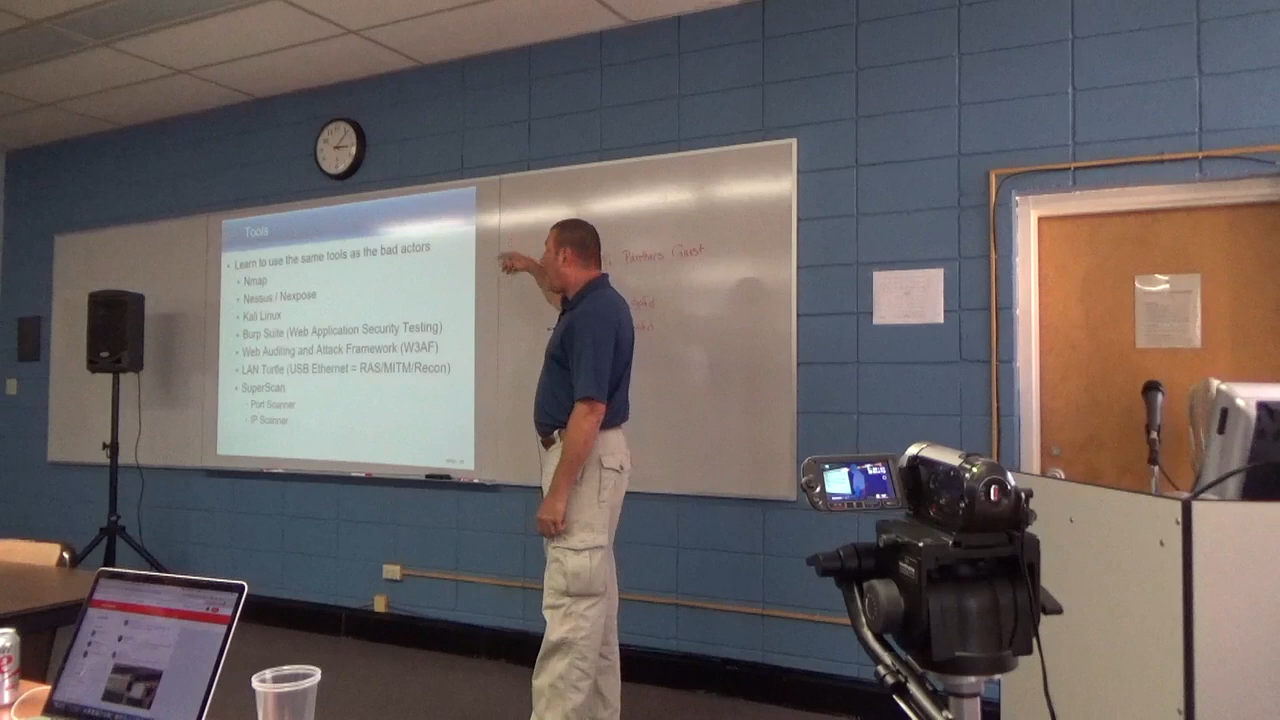 Tools
• Learn to use the same tools as the bad actors
• Nmap
• Nessus / Nexpose
• Kali Linux
• Burp Suite (Web Application Security Testing)
• Web Auditing and Attack Framework (W3AF)
• LAN Turtle (USB Ethernet = RAS/MITM/Recon)
• SuperScan
◦ Port Scanner
◦ IP Scanner
Panthers Guest